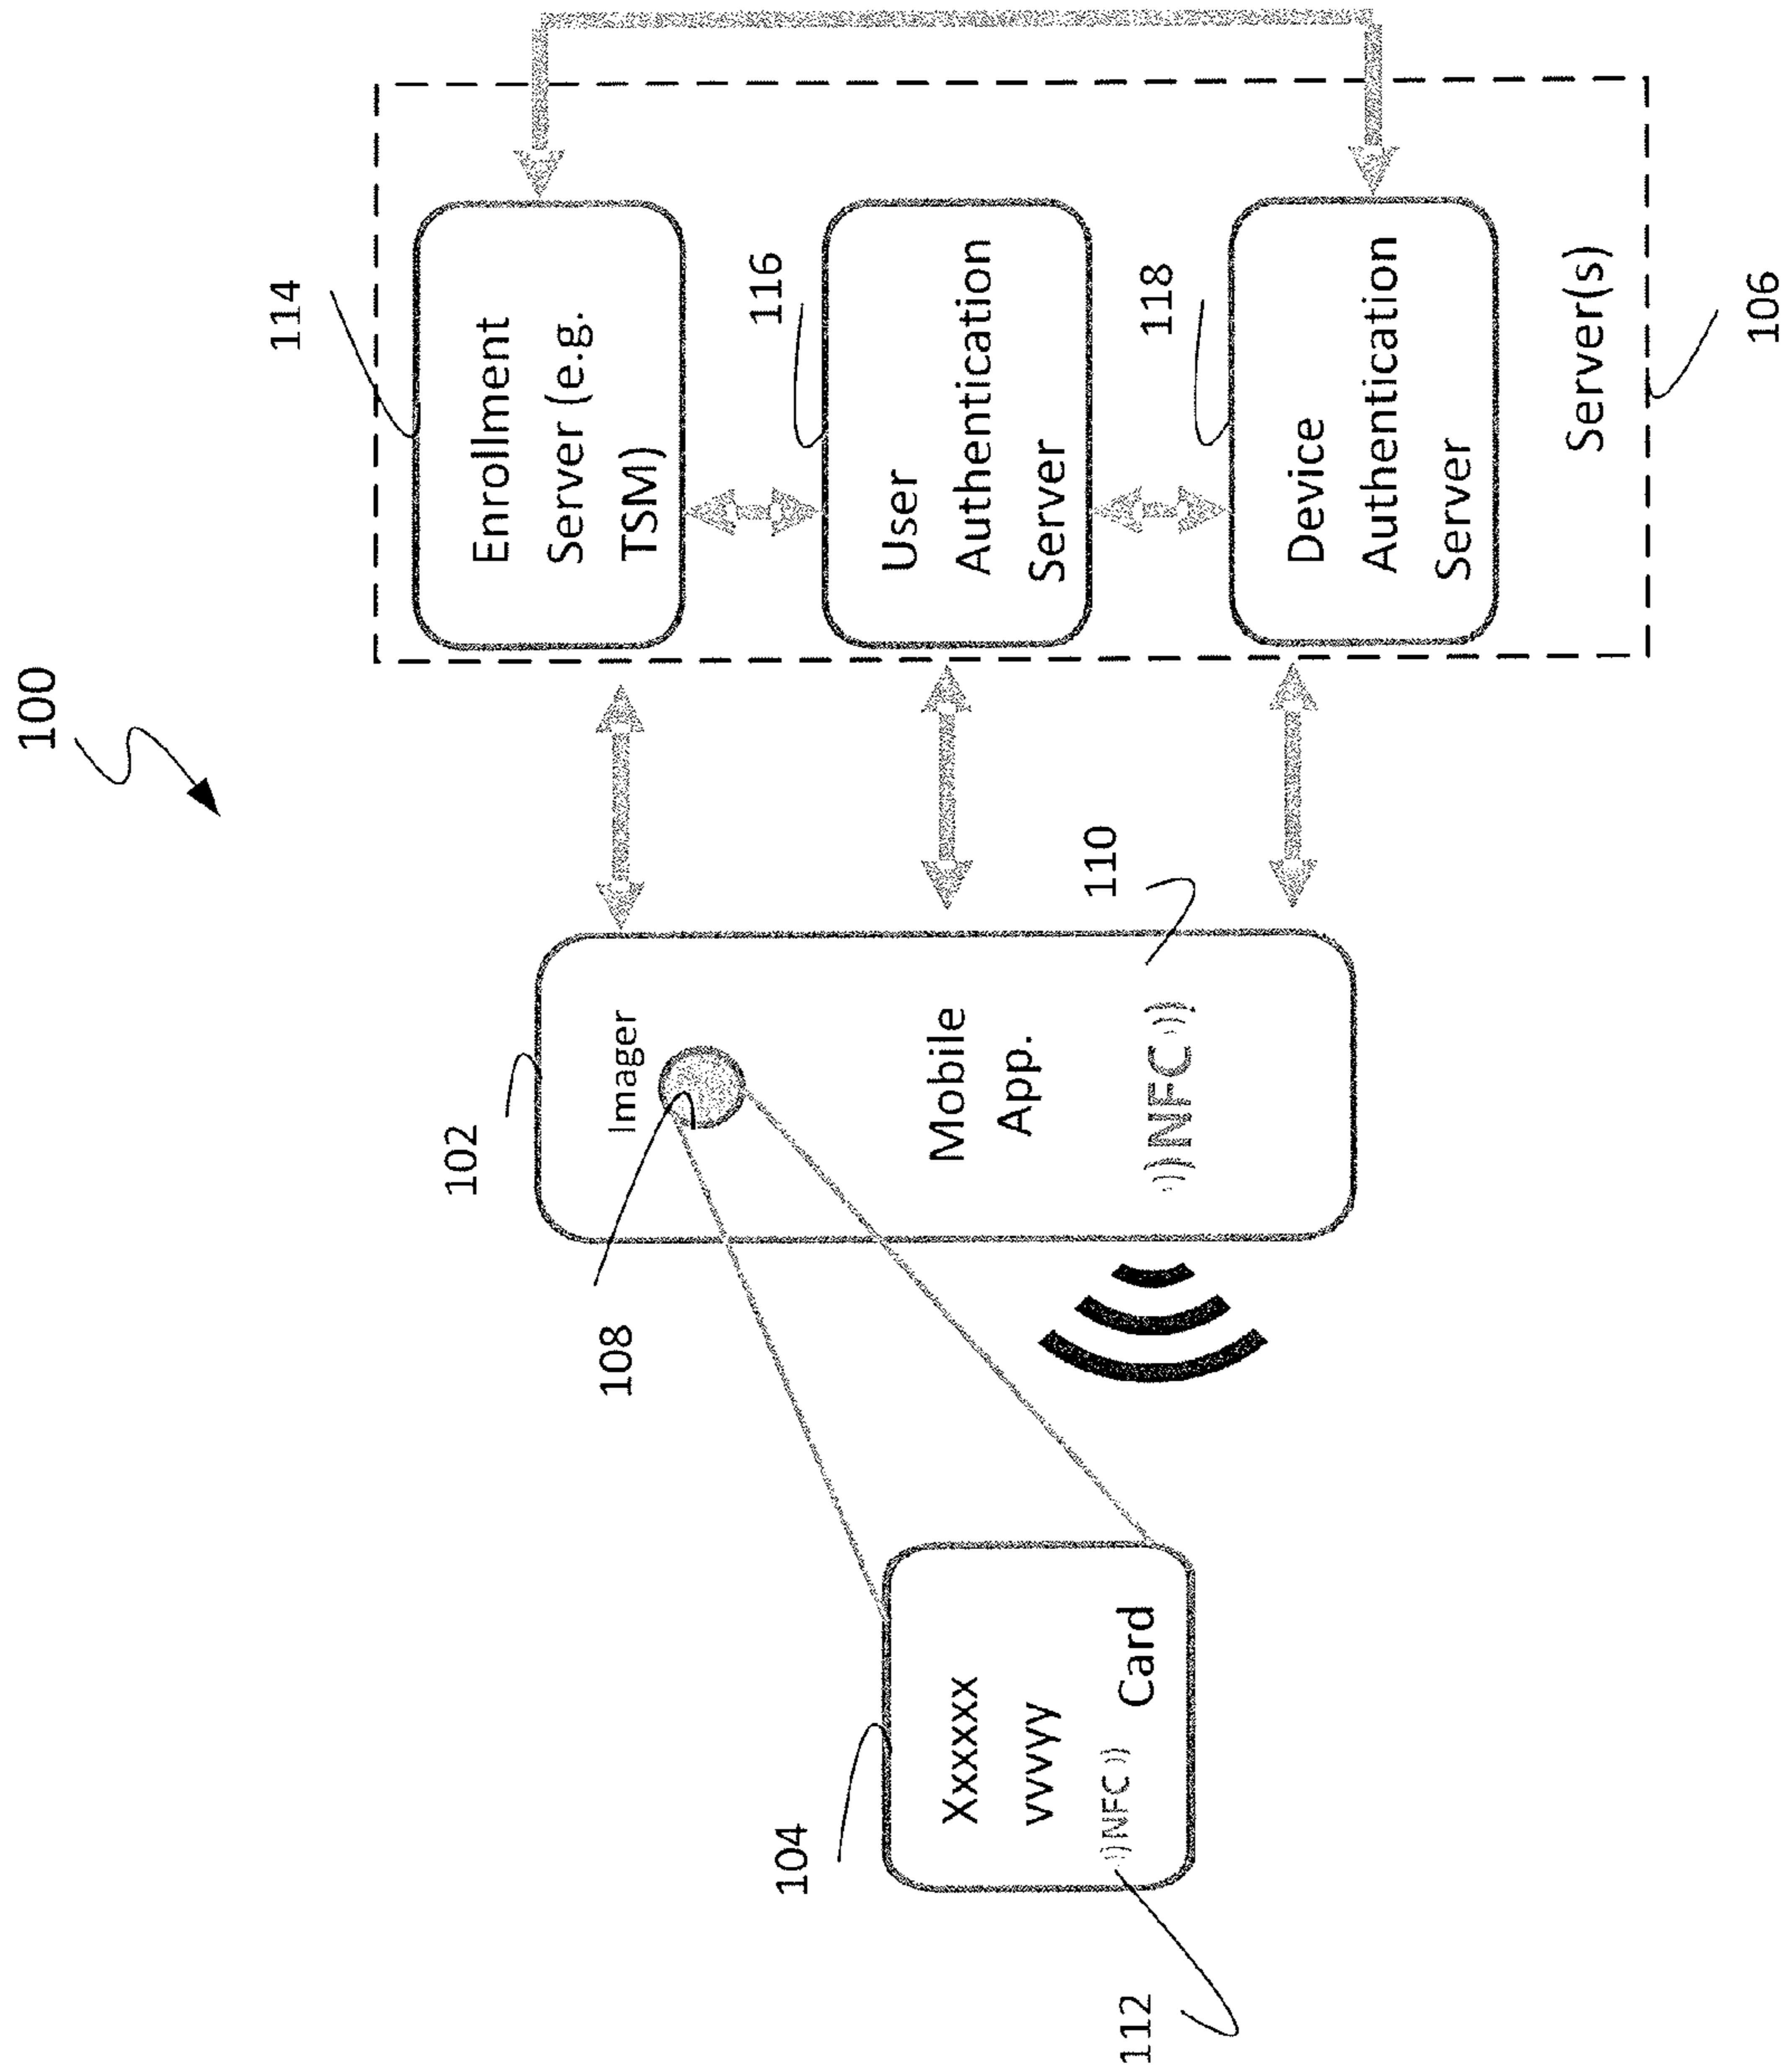 100
114
Enrollment
Server (e.g.
TSM)
116
User
Authentication
Server
118
Device
Authentication
Server
Server(s)
106
102
Imager
108
Mobile
App.
110
))NFC))
104
Xxxxxx
vvvyy
))NFC))
Card
112